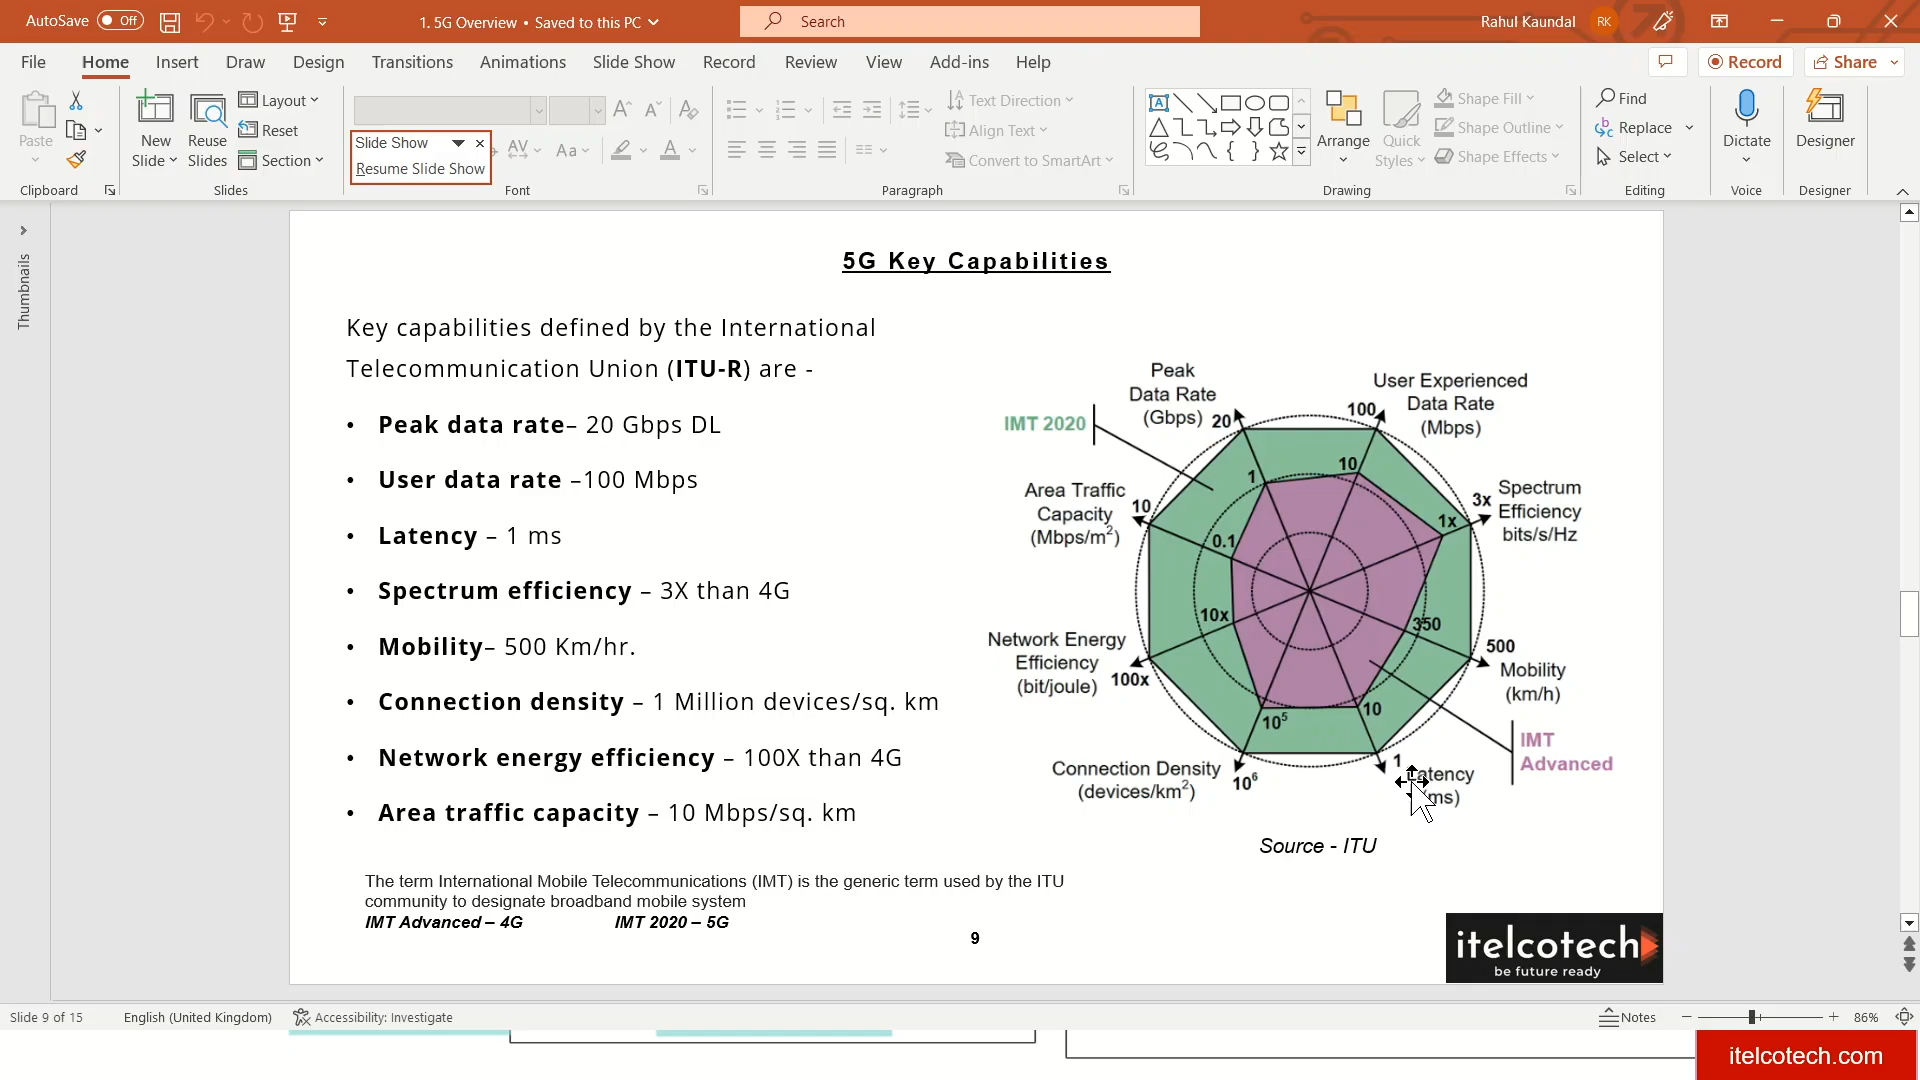 AutoSave Off
1. 5G Overview • Saved to this PC
Search
Rahul Kaundal RK
File Home Insert Draw Design Transitions Animations Slide Show Record Review View Add-ins Help
Record Share
Paste
New Slide
Reuse Slides
Layout
Reset
Section
Slide Show
Resume Slide Show
AV Aa A
Text Direction
Align Text
Convert to SmartArt
Arrange
Quick Styles
Shape Fill
Shape Outline
Shape Effects
Find
Replace
Select
Dictate
Designer
Clipboard Slides Font Paragraph Drawing Editing Voice Designer
Thumbnails
5G Key Capabilities
Key capabilities defined by the International
Telecommunication Union (ITU-R) are -
• Peak data rate– 20 Gbps DL
• User data rate –100 Mbps
• Latency – 1 ms
• Spectrum efficiency – 3X than 4G
• Mobility– 500 Km/hr.
• Connection density – 1 Million devices/sq. km
• Network energy efficiency – 100X than 4G
• Area traffic capacity – 10 Mbps/sq. km
Peak
Data Rate
(Gbps) 20
1
User Experienced
Data Rate
(Mbps)
100
10
IMT 2020
Area Traffic
Capacity
(Mbps/m²)
10
0.1
Spectrum
Efficiency
bits/s/Hz
3x
1x
Network Energy
Efficiency
(bit/joule) 100x
10x
350
500
Mobility
(km/h)
Connection Density
(devices/km²)
10⁵
10⁶
10
1
Latency
(ms)
IMT
Advanced
Source - ITU
The term International Mobile Telecommunications (IMT) is the generic term used by the ITU
community to designate broadband mobile system
IMT Advanced – 4G IMT 2020 – 5G
9
itelcotech
be future ready
Slide 9 of 15 English (United Kingdom) Accessibility: Investigate Notes 86%
itelcotech.com